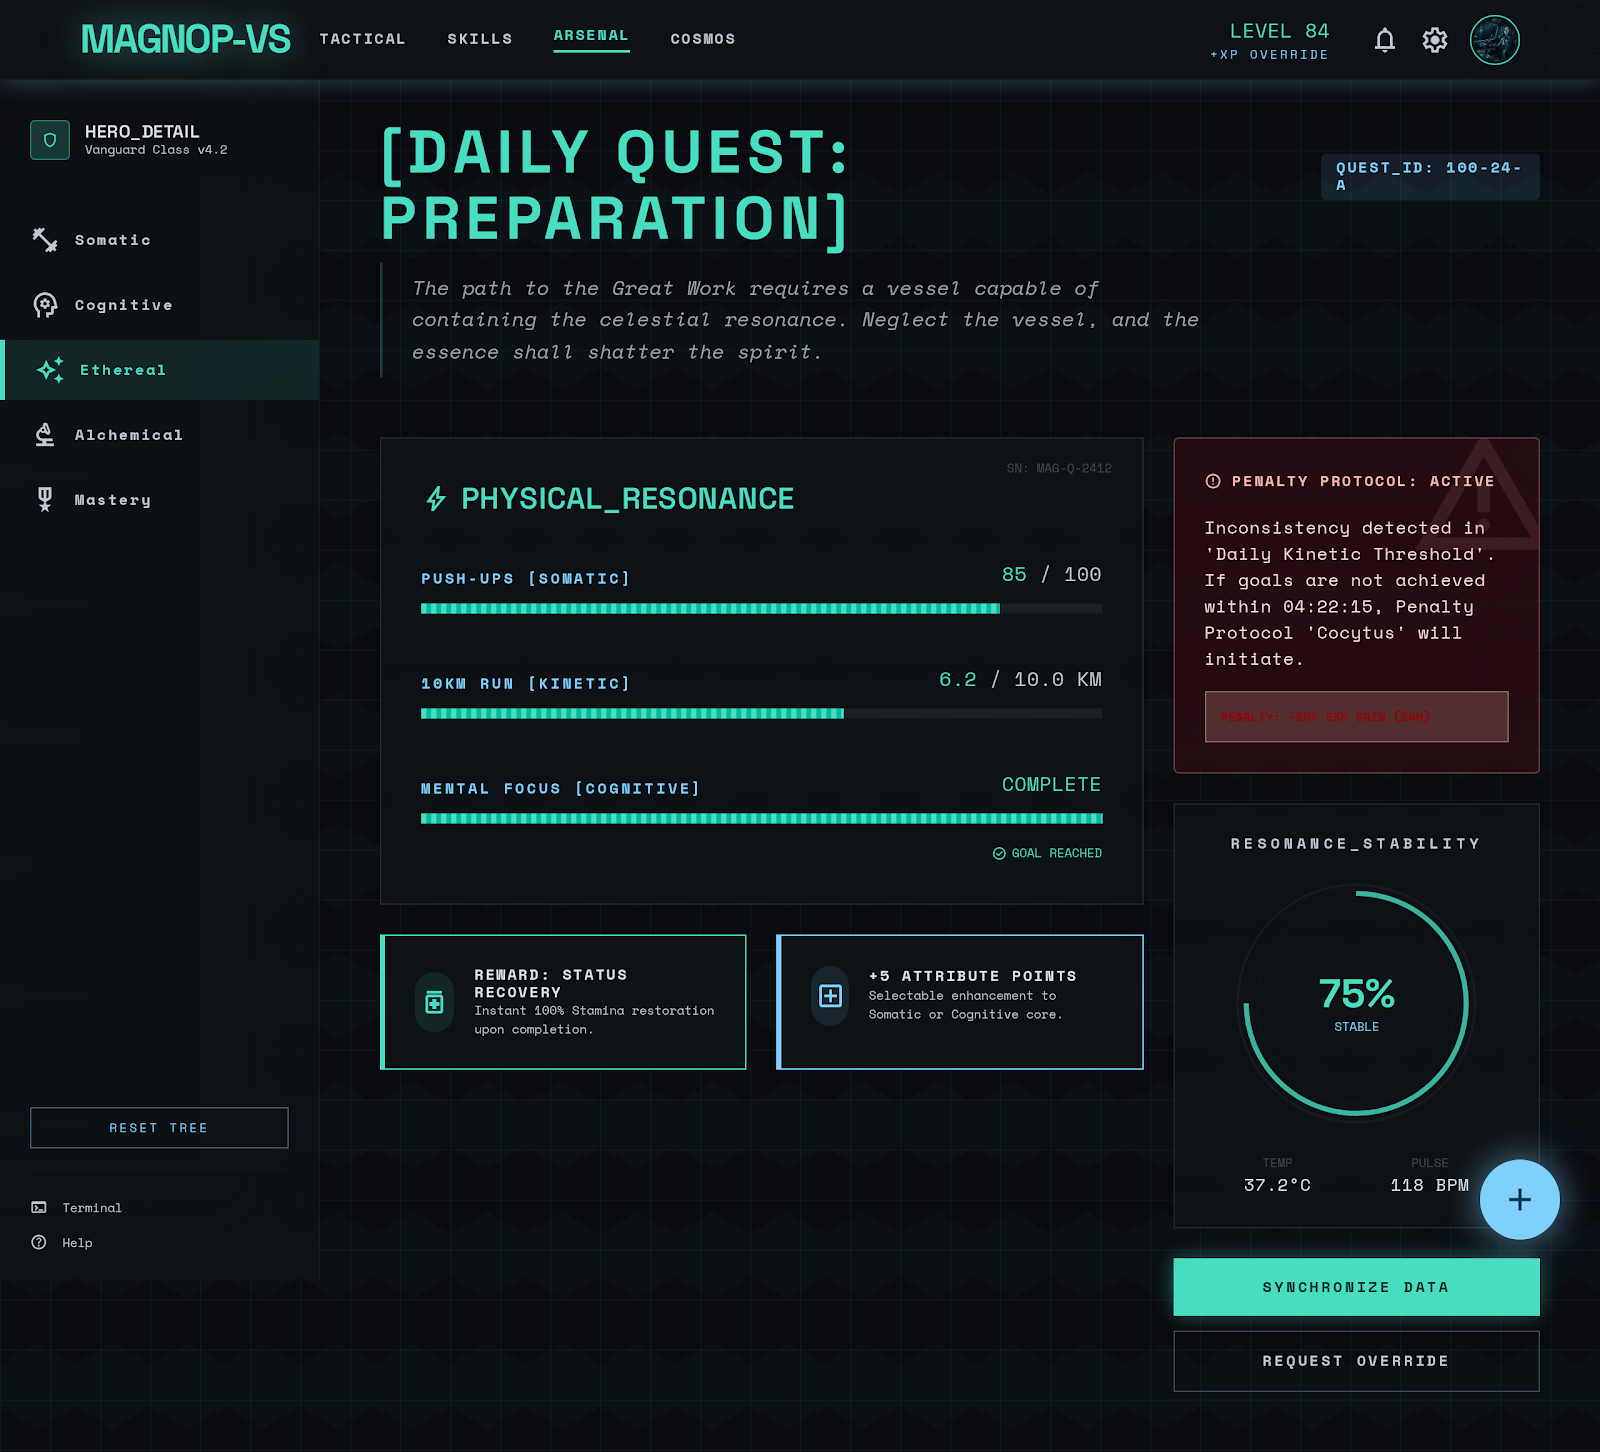 MAGNOP-VS
TACTICAL
SKILLS
ARSENAL
COSMOS
LEVEL 84
+XP OVERRIDE
HERO_DETAIL
Vanguard Class v4.2
Somatic
Cognitive
Ethereal
Alchemical
Mastery
RESET TREE
Terminal
Help
[DAILY QUEST:
PREPARATION]
QUEST_ID: 100-24-
A
The path to the Great Work requires a vessel capable of
containing the celestial resonance. Neglect the vessel, and the
essence shall shatter the spirit.
SN: MAG-Q-2412
PHYSICAL_RESONANCE
PUSH-UPS [SOMATIC]
85 / 100
10KM RUN [KINETIC]
6.2 / 10.0 KM
MENTAL FOCUS [COGNITIVE]
COMPLETE
GOAL REACHED
REWARD: STATUS
RECOVERY
Instant 100% Stamina restoration
upon completion.
+5 ATTRIBUTE POINTS
Selectable enhancement to
Somatic or Cognitive core.
PENALTY PROTOCOL: ACTIVE
Inconsistency detected in
'Daily Kinetic Threshold'.
If goals are not achieved
within 04:22:15, Penalty
Protocol 'Cocytus' will
initiate.
PENALTY: -20% EXP GAIN (24H)
RESONANCE_STABILITY
75%
STABLE
TEMP
37.2°C
PULSE
118 BPM
SYNCHRONIZE DATA
REQUEST OVERRIDE